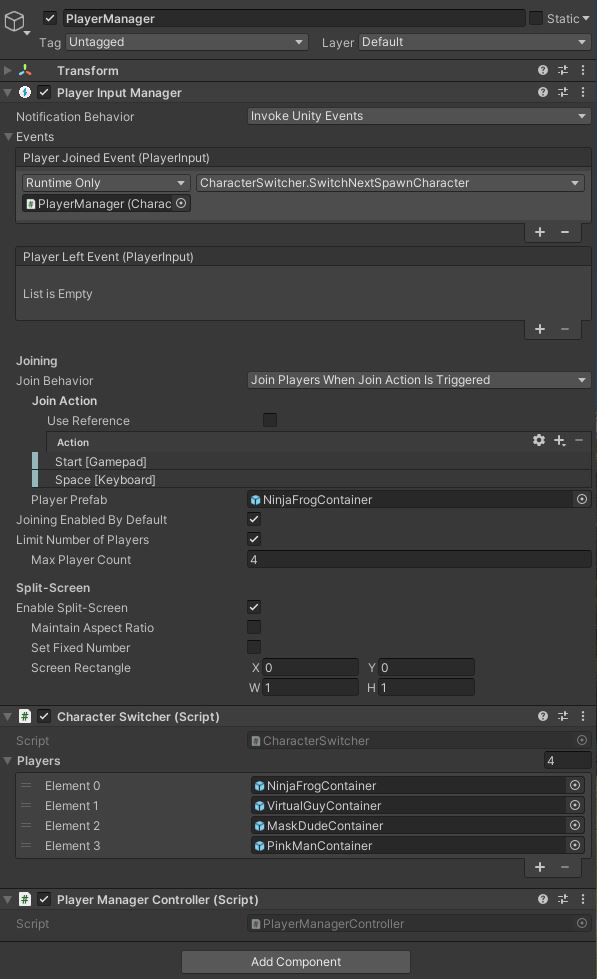 PlayerManager Static
Tag Untagged Layer Default
Transform
Player Input Manager
Notification Behavior Invoke Unity Events
Events
Player Joined Event (PlayerInput)
Runtime Only CharacterSwitcher.SwitchNextSpawnCharacter
PlayerManager (Charac
Player Left Event (PlayerInput)
List is Empty
Joining
Join Behavior Join Players When Join Action Is Triggered
Join Action
Use Reference
Action
Start [Gamepad]
Space [Keyboard]
Player Prefab NinjaFrogContainer
Joining Enabled By Default
Limit Number of Players
Max Player Count 4
Split-Screen
Enable Split-Screen
Maintain Aspect Ratio
Set Fixed Number
Screen Rectangle X 0 Y 0
W 1 H 1
Character Switcher (Script)
Script CharacterSwitcher
Players 4
Element 0 NinjaFrogContainer
Element 1 VirtualGuyContainer
Element 2 MaskDudeContainer
Element 3 PinkManContainer
Player Manager Controller (Script)
Script PlayerManagerController
Add Component